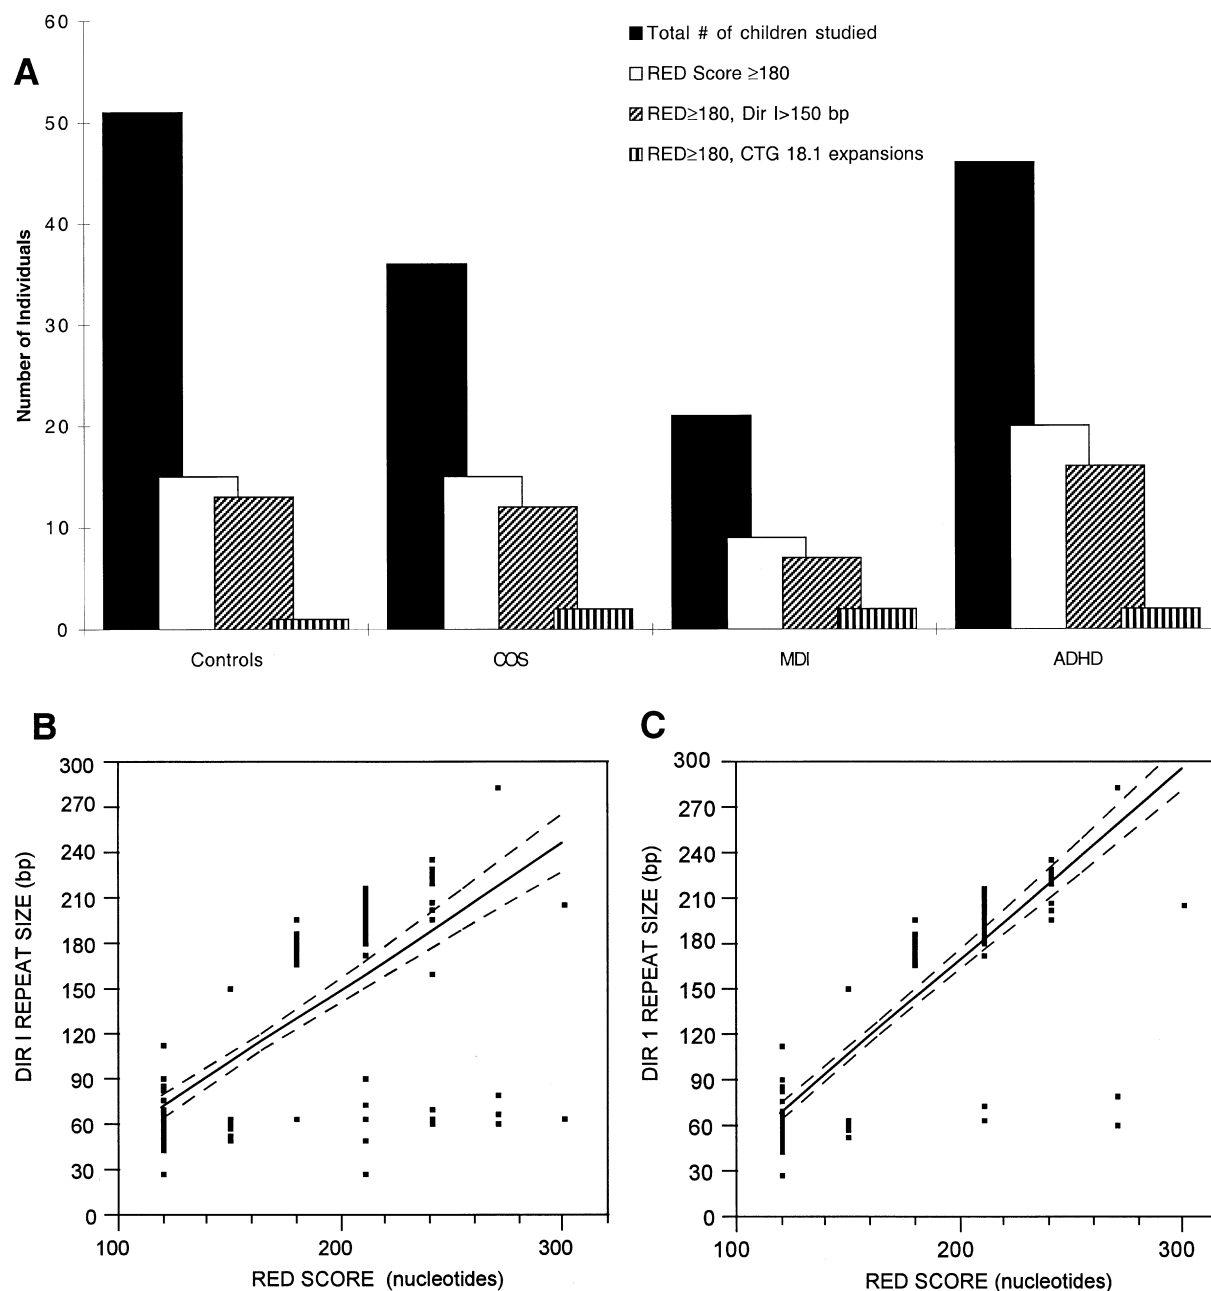 A
60
50
40
30
20
10
0
Number of Individuals
Total # of children studied
RED Score ≥180
RED≥180, Dir I>150 bp
RED≥180, CTG 18.1 expansions
Controls
COS
MDI
ADHD
B
300
270
240
210
180
150
120
90
60
30
0
DIR I REPEAT SIZE (bp)
100
200
300
RED SCORE (nucleotides)
C
300
270
240
210
180
150
120
90
60
30
0
DIR 1 REPEAT SIZE (bp)
100
200
300
RED SCORE (nucleotides)